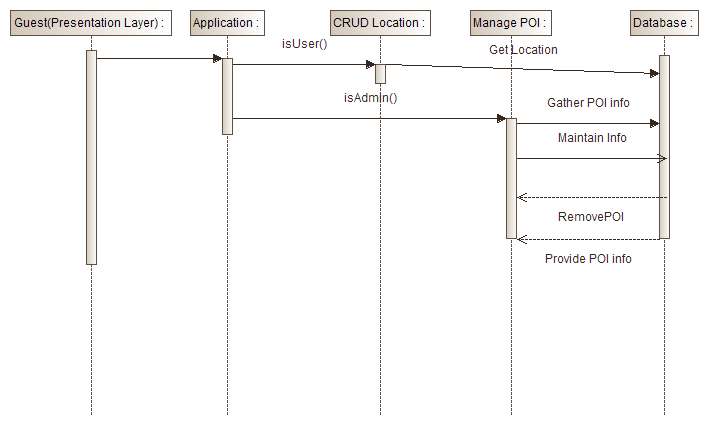 Guest(Presentation Layer) :
Application :
CRUD Location :
Manage POI :
Database :
isUser()
Get Location
isAdmin()
Gather POI info
Maintain Info
RemovePOI
Provide POI info